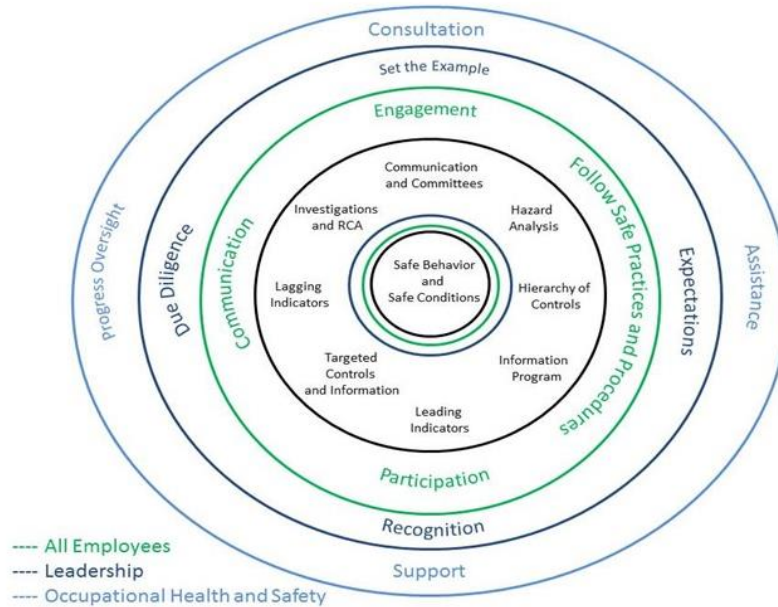 Consultation
Set the Example
Engagement
Communication
and Committees
Investigations
and RCA
Hazard
Analysis
Follow Safe Practices and Procedures
Progress Oversight
Due Diligence
Communication
Lagging
Indicators
Safe Behavior
and
Safe Conditions
Hierarchy of
Controls
Expectations
Assistance
Targeted
Controls
and Information
Information
Program
Leading
Indicators
Participation
Recognition
Support
---- All Employees
---- Leadership
---- Occupational Health and Safety